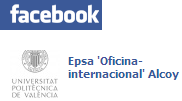 facebook
Epsa 'Oficina-
internacional' Alcoy
UNIVERSITAT
POLITÈCNICA
DE VALÈNCIA